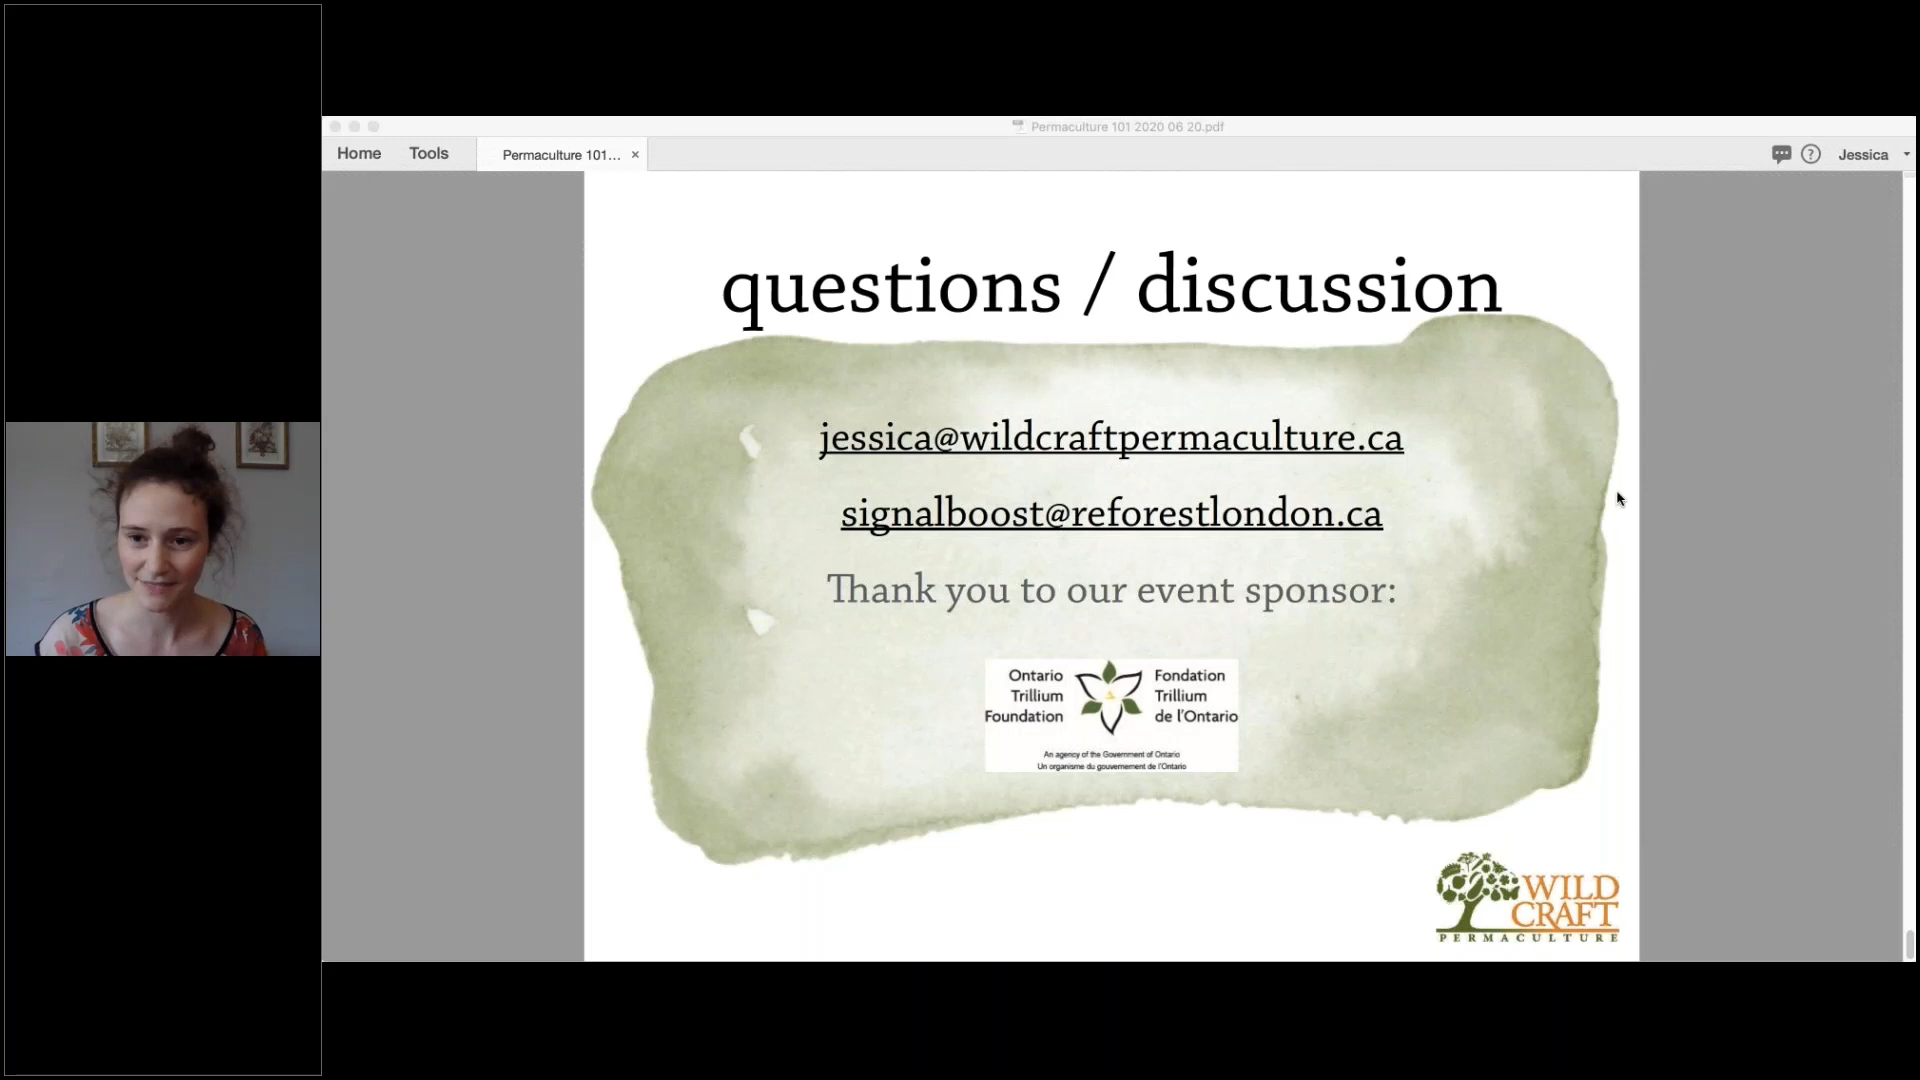 Permaculture 101 2020 06 20.pdf
Home Tools Permaculture 101... × ? Jessica
questions / discussion
jessica@wildcraftpermaculture.ca
signalboost@reforestlondon.ca
Thank you to our event sponsor:
Ontario
Trillium
Foundation
Fondation
Trillium
de l'Ontario
An agency of the Government of Ontario
Un organisme du gouvernement de l'Ontario
WILD
CRAFT
PERMACULTURE